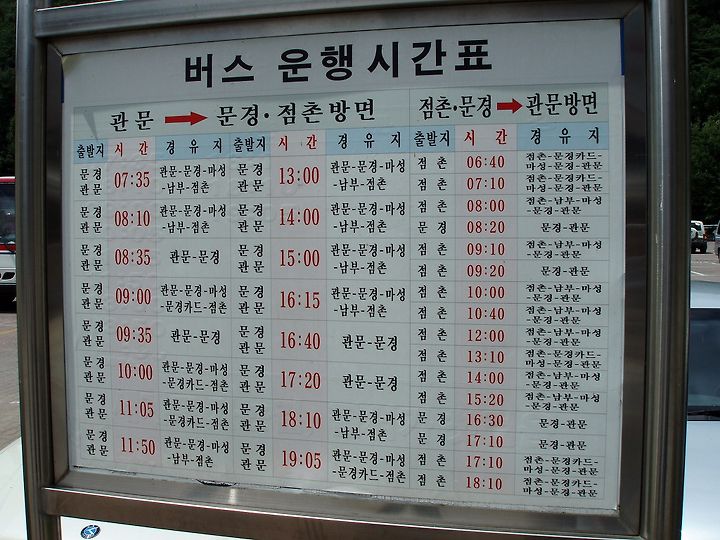 버스 운행시간표
관 문 → 문경·점촌방면
점촌·문경 → 관문방면
출발지 시 간 경 유 지 출발지 시 간 경 유 지 출발지 시 간 경 유 지
문경 관문 07:35 관문-문경-마성-남부-점촌
문경 관문 08:10 관문-문경-마성-남부-점촌
문경 관문 08:35 관문-문경
문경 관문 09:00 관문-문경-마성-문경카드-점촌
문경 관문 09:35 관문-문경
문경 관문 10:00 관문-문경-마성-문경카드-점촌
문경 관문 11:05 관문-문경-마성-문경카드-점촌
문경 관문 11:50 관문-문경-마성-남부-점촌
문경 관문 13:00 관문-문경-마성-남부-점촌
문경 관문 14:00 관문-문경-마성-남부-점촌
문경 관문 15:00 관문-문경-마성-남부-점촌
문경 관문 16:15 관문-문경-마성-남부-점촌
문경 관문 16:40 관문-문경
문경 관문 17:20 관문-문경
문경 관문 18:10 관문-문경-마성-남부-점촌
문경 관문 19:05 관문-문경-마성-문경카드-점촌
점 촌 06:40 점촌-문경카드-마성-문경-관문
점 촌 07:10 점촌-문경카드-마성-문경-관문
점 촌 08:00 점촌-남부-마성-문경-관문
문 경 08:20 문경-관문
점 촌 09:10 점촌-남부-마성-문경-관문
점 촌 09:20 문경-관문
점 촌 10:00 점촌-남부-마성-문경-관문
점 촌 10:40 점촌-남부-마성-문경-관문
점 촌 12:00 점촌-남부-마성-문경-관문
점 촌 13:10 점촌-문경카드-마성-문경-관문
점 촌 14:00 점촌-남부-마성-문경-관문
점 촌 15:20 점촌-남부-마성-문경-관문
문 경 16:30 문경-관문
문 경 17:10 문경-관문
점 촌 17:10 점촌-문경카드-마성-문경-관문
점 촌 18:10 점촌-문경카드-마성-문경-관문